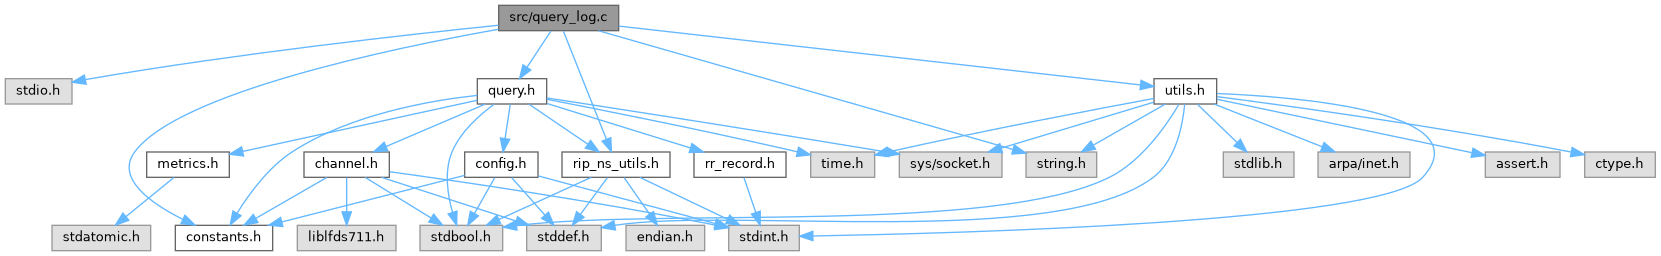 src/query_log.c
stdio.h
query.h
utils.h
metrics.h
channel.h
config.h
rip_ns_utils.h
rr_record.h
time.h
sys/socket.h
string.h
stdlib.h
arpa/inet.h
assert.h
ctype.h
stdatomic.h
constants.h
liblfds711.h
stdbool.h
stddef.h
endian.h
stdint.h